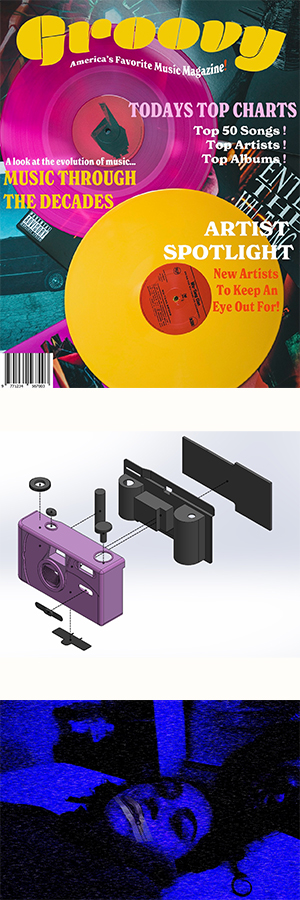 Groovy
America's Favorite Music Magazine!
TODAYS TOP CHARTS
Top 50 Songs !
Top Artists !
Top Albums !
A look at the evolution of music...
MUSIC THROUGH
THE DECADES
ARTIST
SPOTLIGHT
New Artists
To Keep An
Eye Out For!